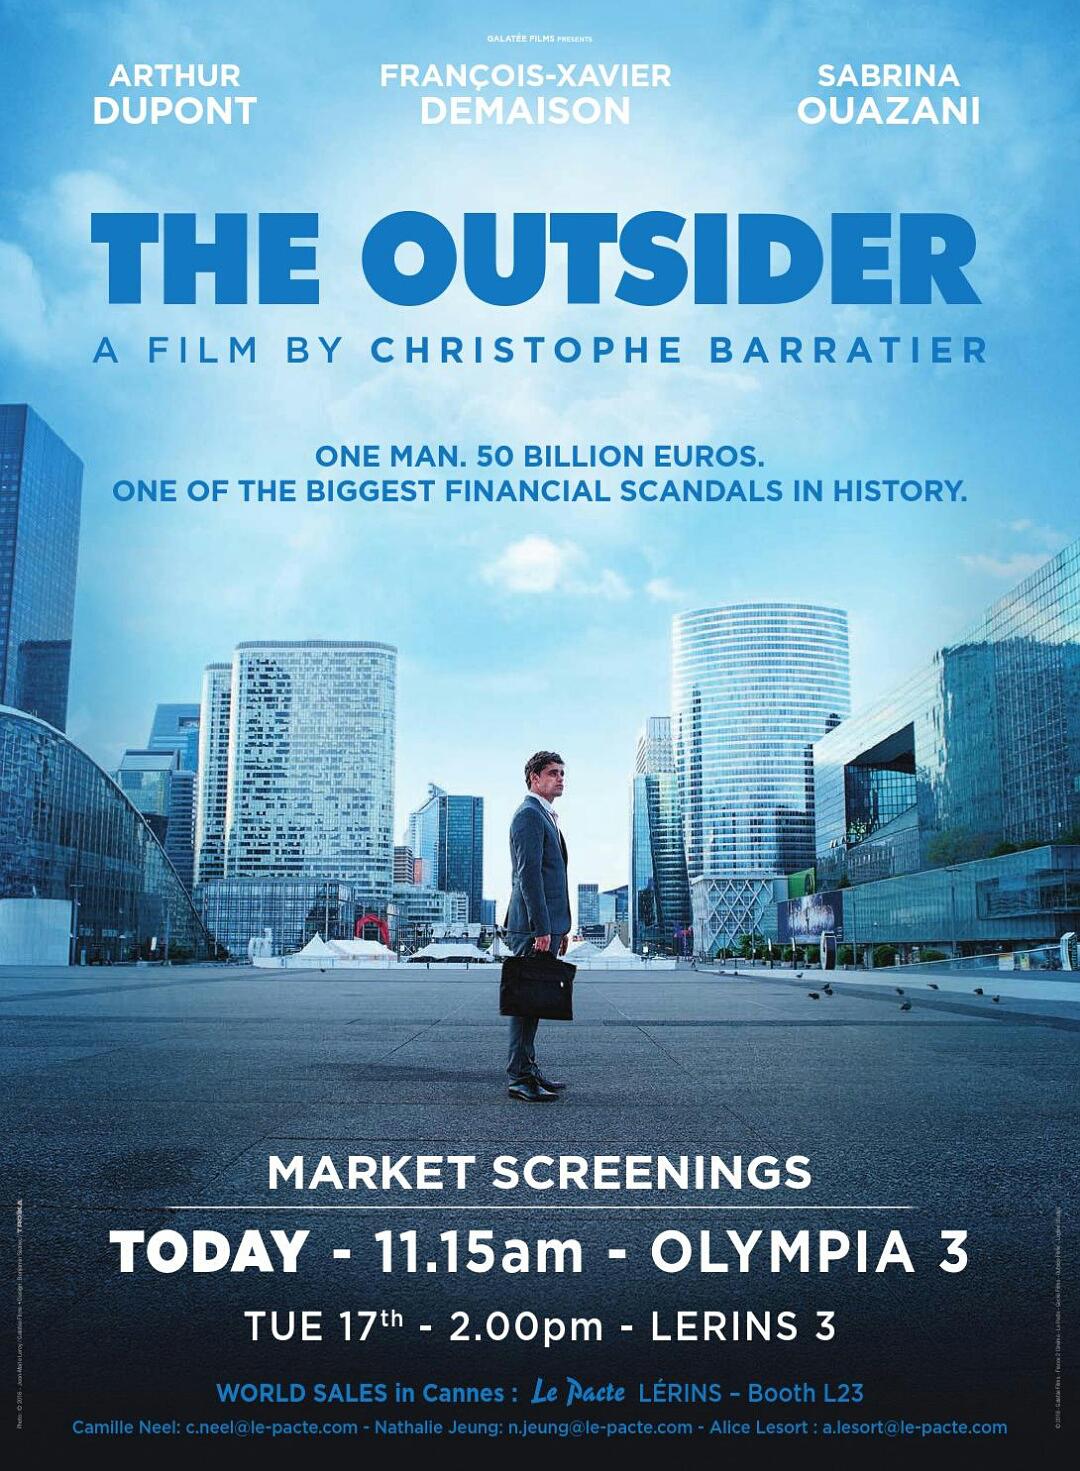 GALATÉE FILMS PRESENTS
ARTHUR DUPONT
FRANÇOIS-XAVIER DEMAISON
SABRINA OUAZANI
THE OUTSIDER
A FILM BY CHRISTOPHE BARRATIER
ONE MAN. 50 BILLION EUROS.
ONE OF THE BIGGEST FINANCIAL SCANDALS IN HISTORY.
MARKET SCREENINGS
TODAY - 11.15am - OLYMPIA 3
TUE 17th - 2.00pm - LERINS 3
WORLD SALES in Cannes : Le Pacte LÉRINS – Booth L23
Camille Neel: c.neel@le-pacte.com - Nathalie Jeung: n.jeung@le-pacte.com - Alice Lesort : a.lesort@le-pacte.com